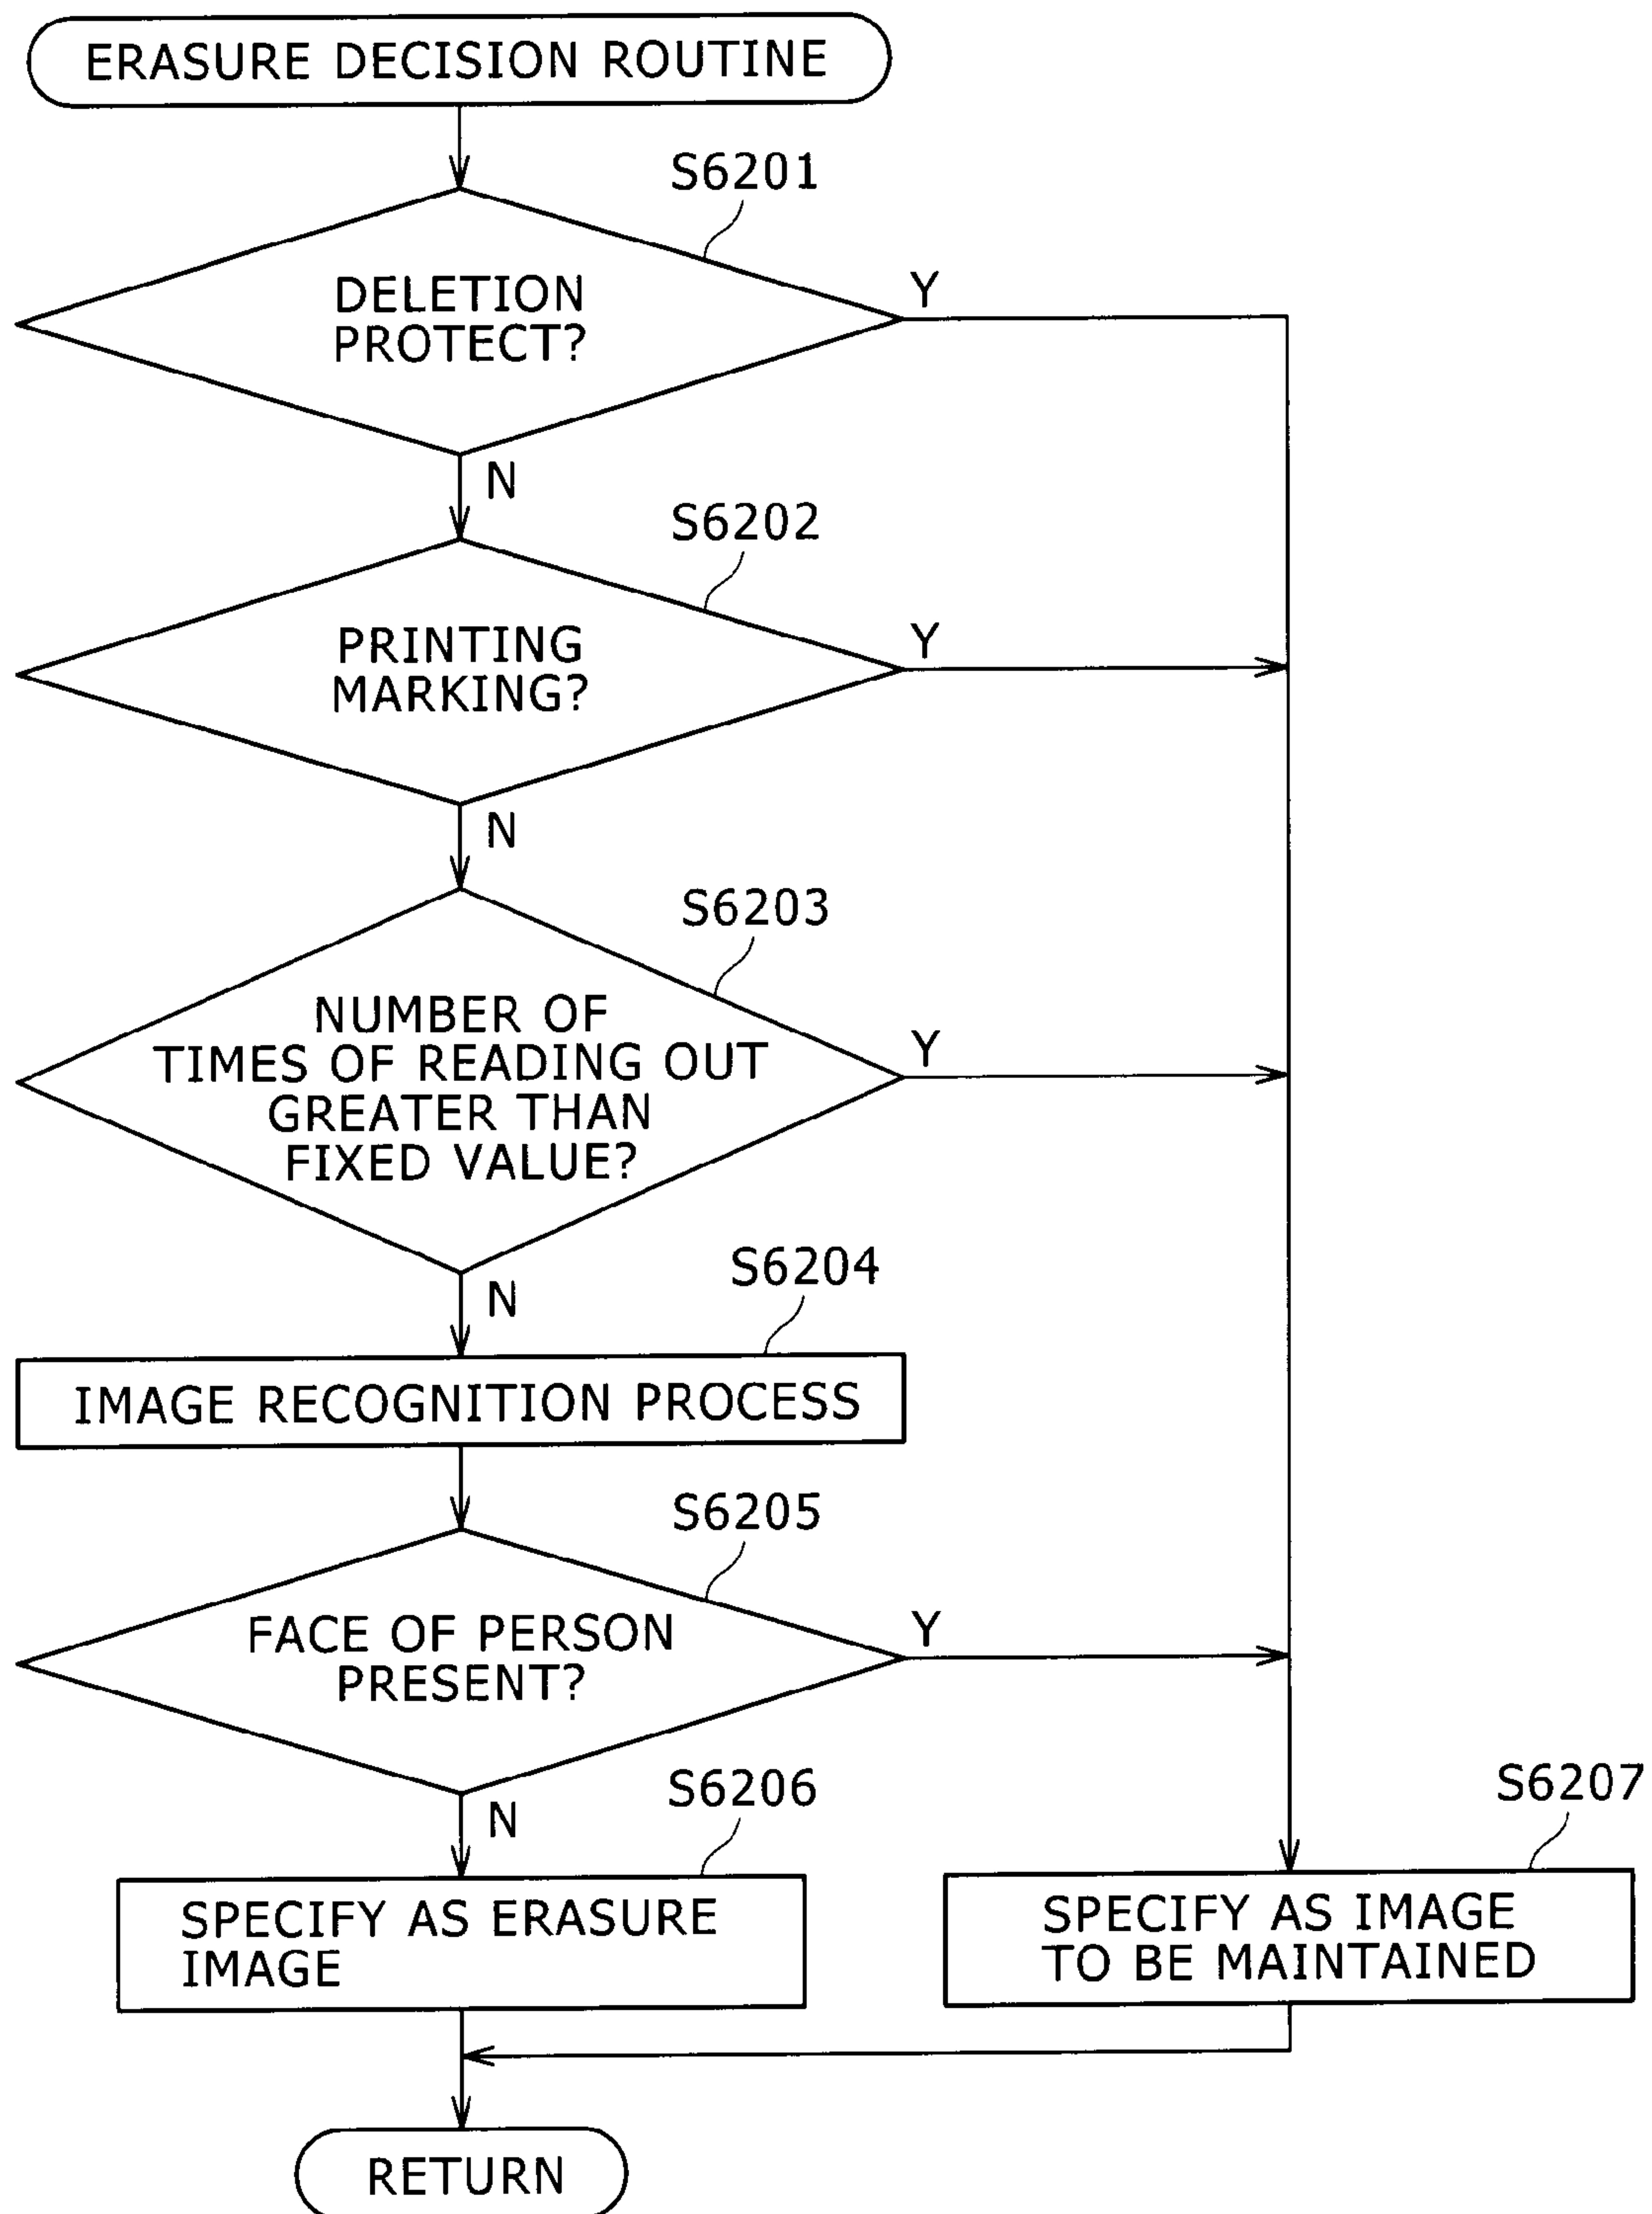 ERASURE DECISION ROUTINE
S6201
DELETION
PROTECT?
Y
N
S6202
PRINTING
MARKING?
Y
N
S6203
NUMBER OF
TIMES OF READING OUT
GREATER THAN
FIXED VALUE?
Y
N
S6204
IMAGE RECOGNITION PROCESS
S6205
FACE OF PERSON
PRESENT?
Y
N
S6206
SPECIFY AS ERASURE
IMAGE
S6207
SPECIFY AS IMAGE
TO BE MAINTAINED
RETURN